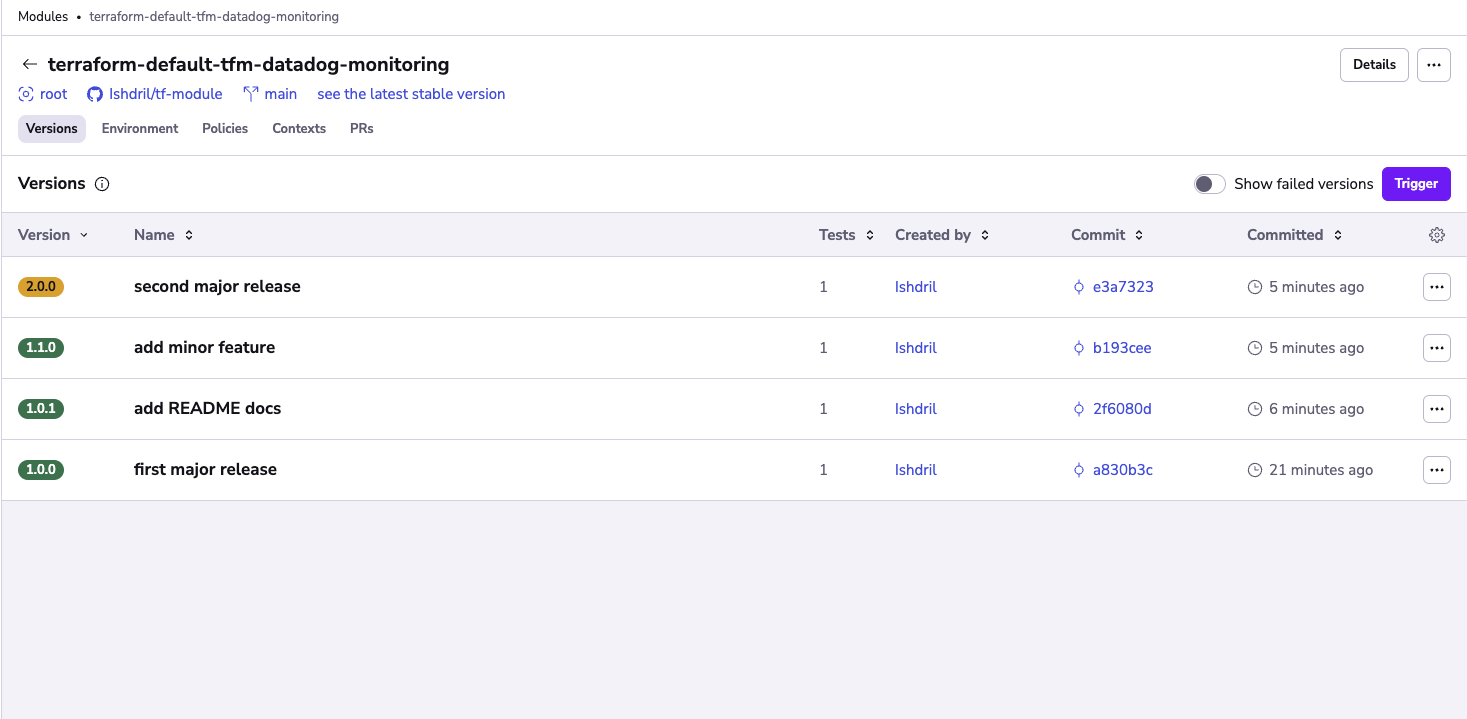 Modules • terraform-default-tfm-datadog-monitoring
terraform-default-tfm-datadog-monitoring
Details
root Ishdril/tf-module main see the latest stable version
Versions Environment Policies Contexts PRs
Versions
Show failed versions Trigger
Version Name Tests Created by Commit Committed
2.0.0 second major release 1 Ishdril e3a7323 5 minutes ago
1.1.0 add minor feature 1 Ishdril b193cee 5 minutes ago
1.0.1 add README docs 1 Ishdril 2f6080d 6 minutes ago
1.0.0 first major release 1 Ishdril a830b3c 21 minutes ago